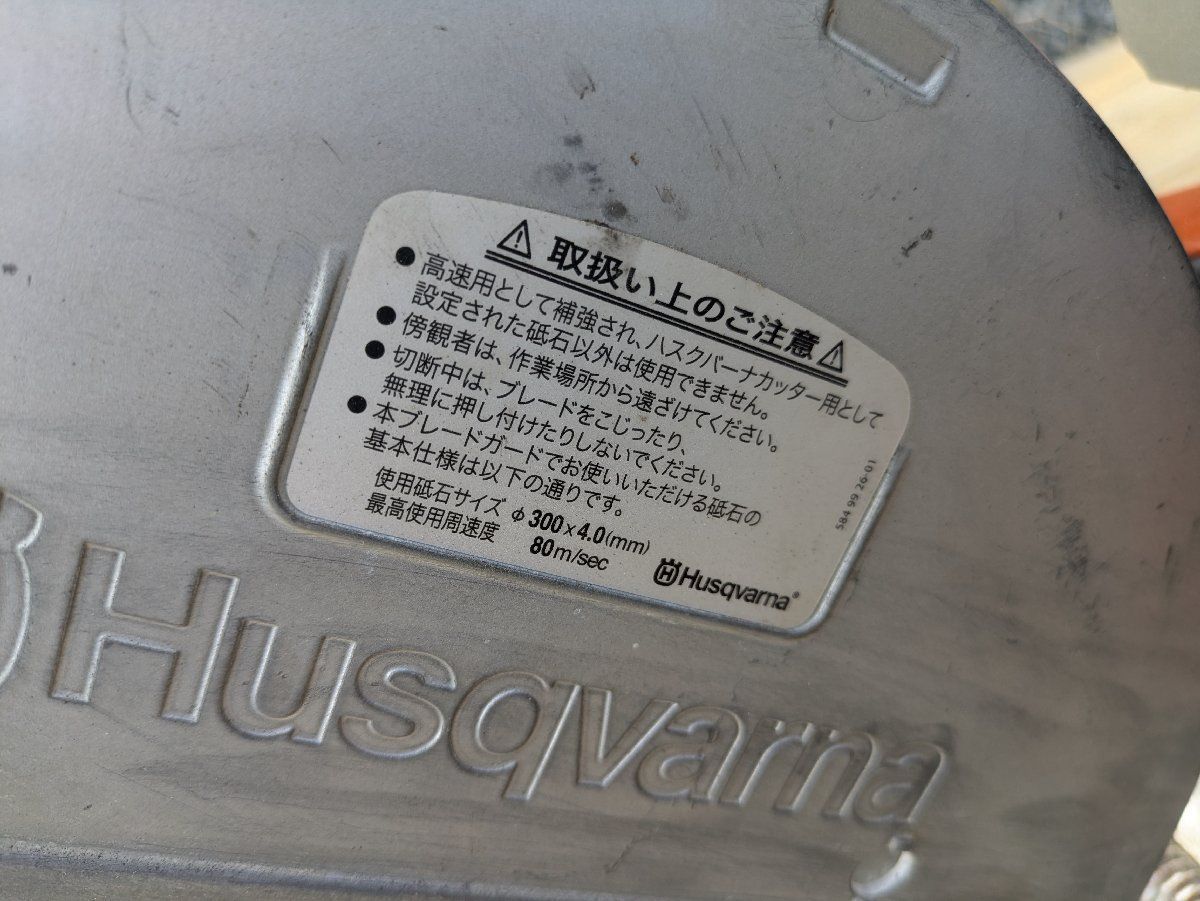 ⚠ 取扱い上のご注意 ⚠
● 高速用として補強され、ハスクバーナカッター用として
設定された砥石以外は使用できません。
● 傍観者は、作業場所から遠ざけてください。
● 切断中は、ブレードをこじったり、
無理に押し付けたりしないでください。
● 本ブレードガードでお使いいただける砥石の
基本仕様は以下の通りです。
使用砥石サイズ φ300×4.0(mm)
最高使用周速度 80m/sec
Husqvarna®
584 99 26-01
Husqvarna